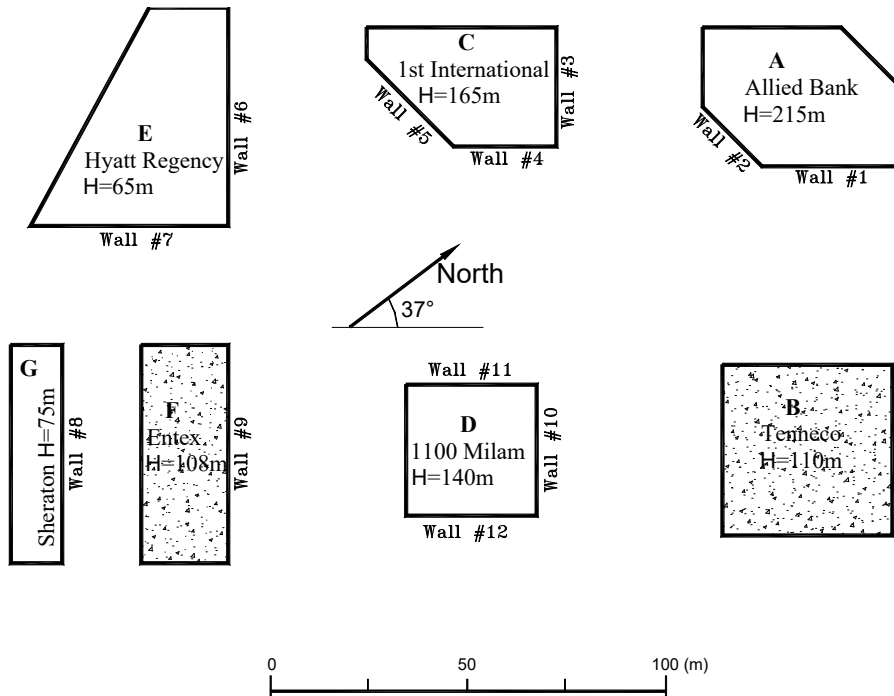 C
1st International
H=165m
Wall #3
Wall #5
Wall #4
A
Allied Bank
H=215m
Wall #2
Wall #1
E
Hyatt Regency
H=65m
Wall #6
Wall #7
North
37°
G
Sheraton H=75m
Wall #8
F
Entex.
H=108m
Wall #9
Wall #11
D
1100 Milam
H=140m
Wall #10
Wall #12
B
Tenneco
H=110m
0 50 100 (m)